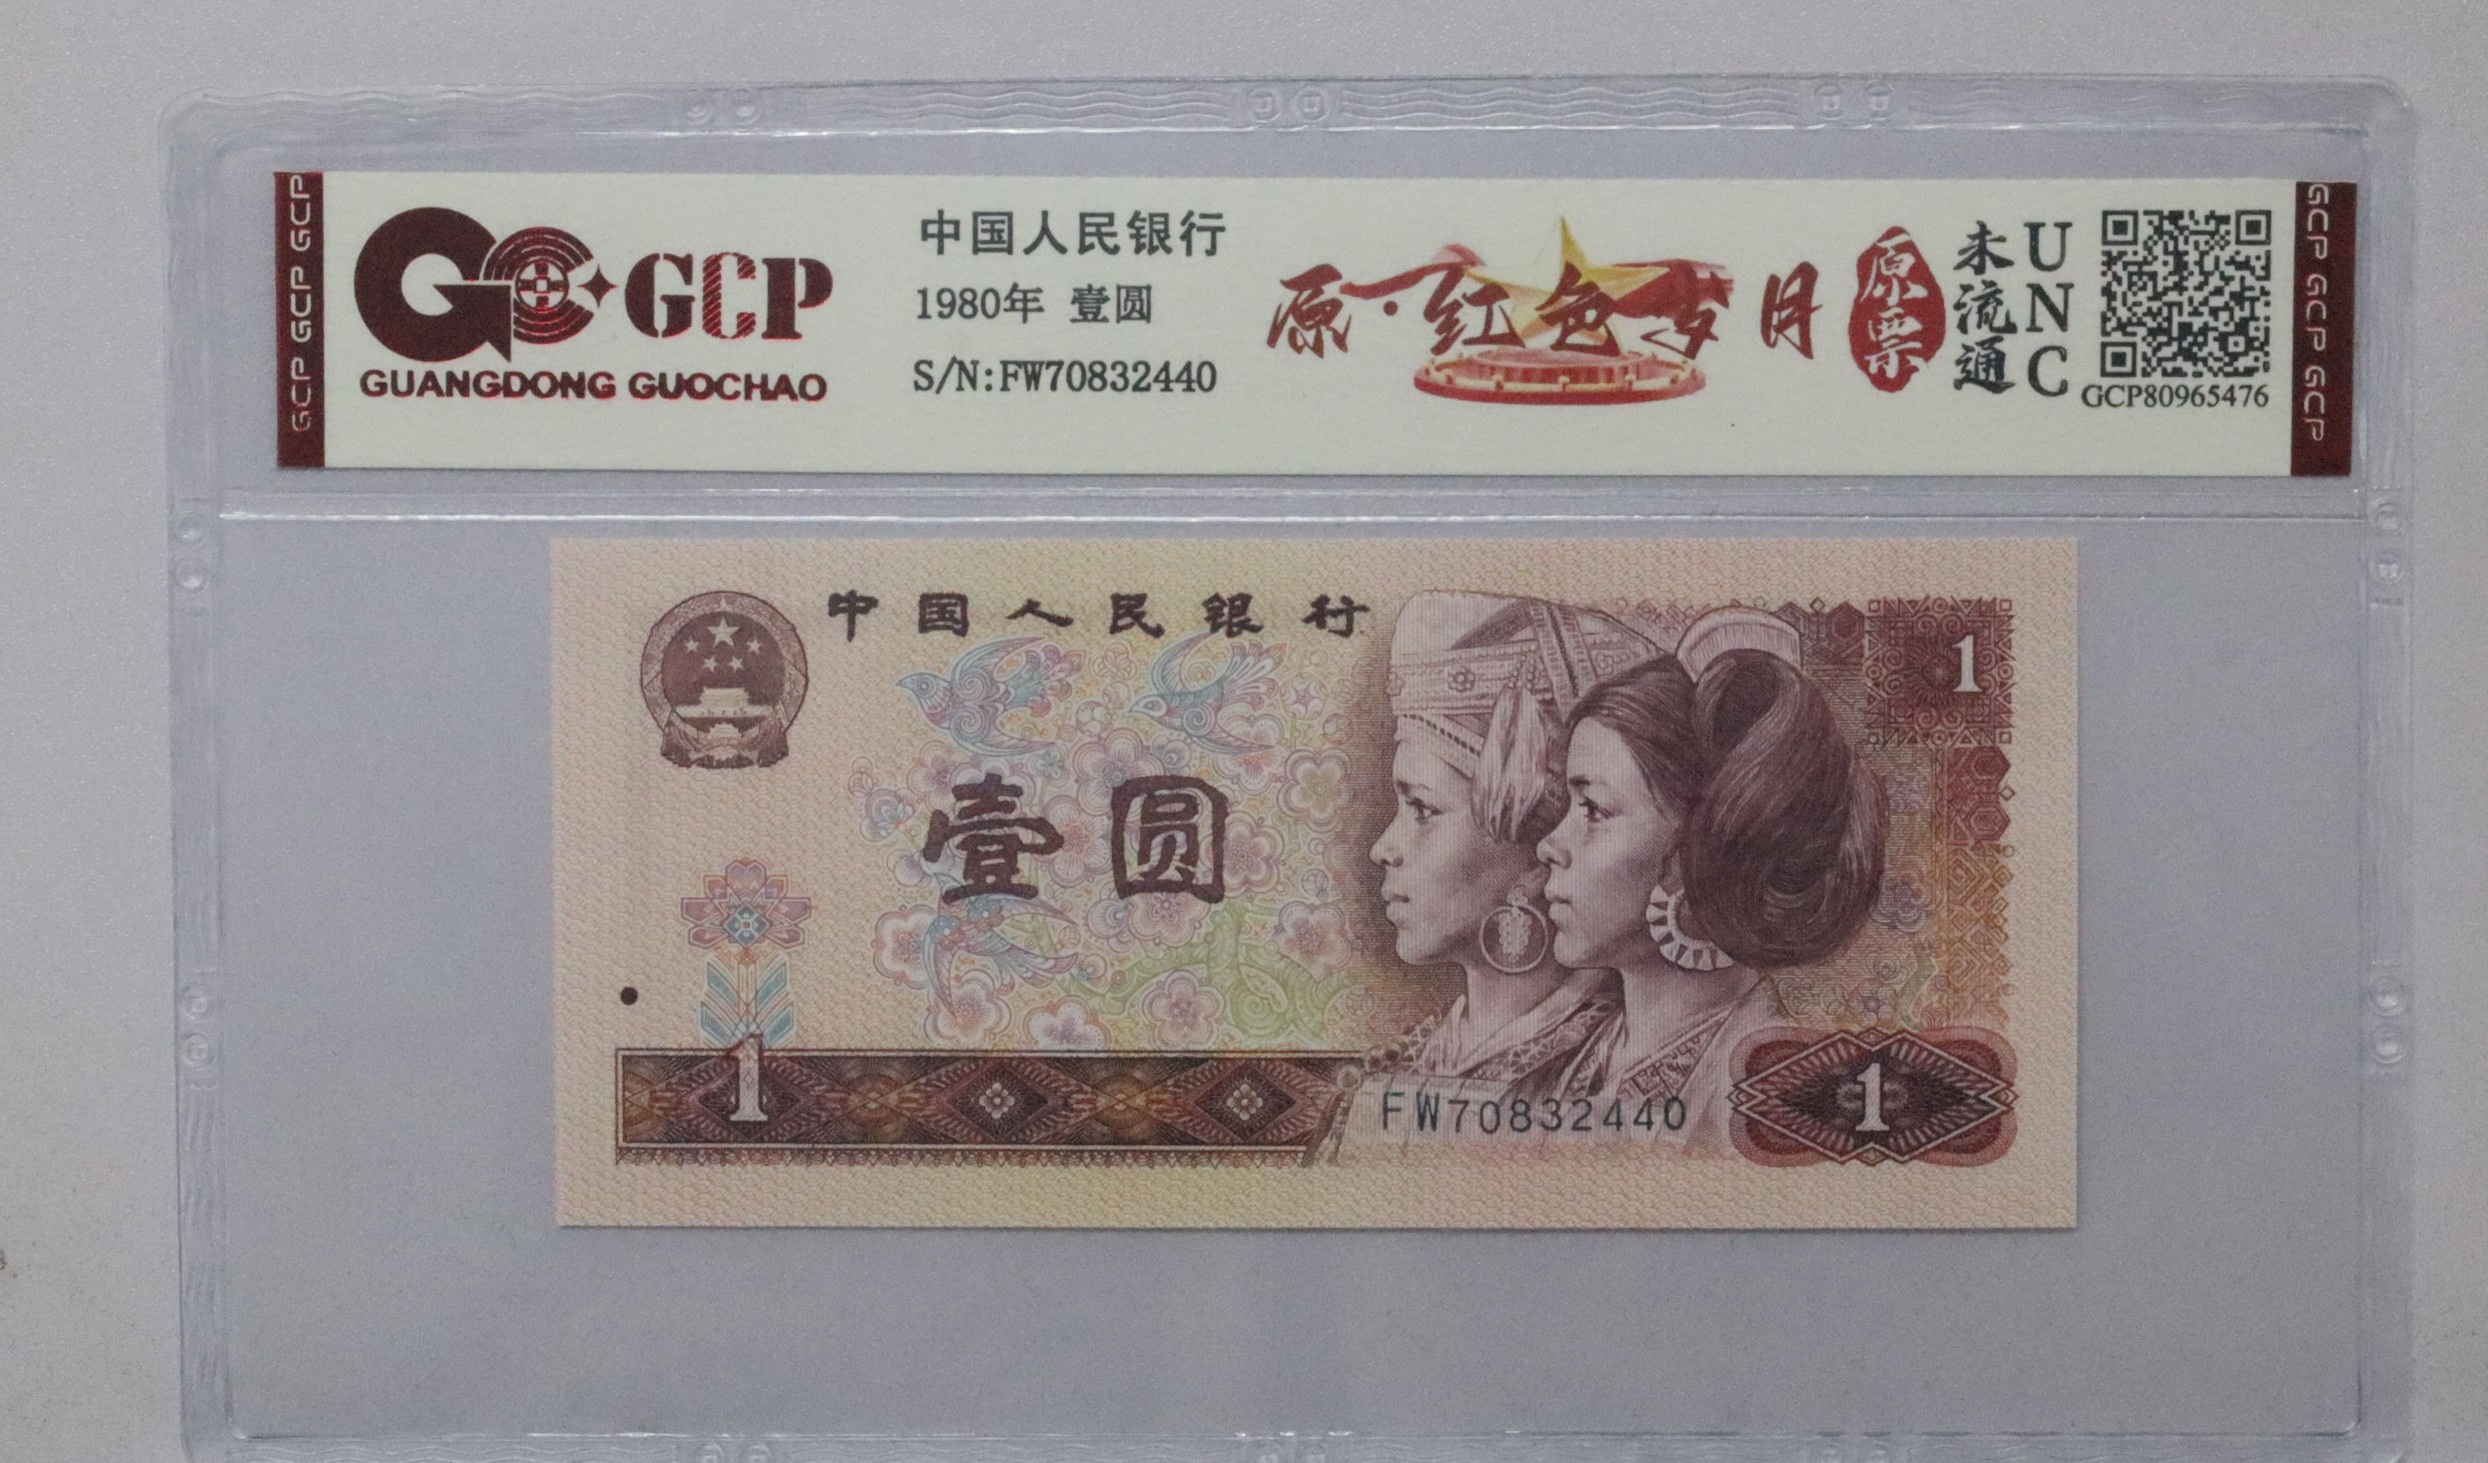 GCP GCP GCP
GCP
GUANGDONG GUOCHAO
中国人民银行
1980年 壹圆
S/N:FW70832440
原·红色岁月
原票
未流通
UNC
GCP80965476
GCP GCP GCP
中国人民银行
1
壹圆
1
FW70832440
1